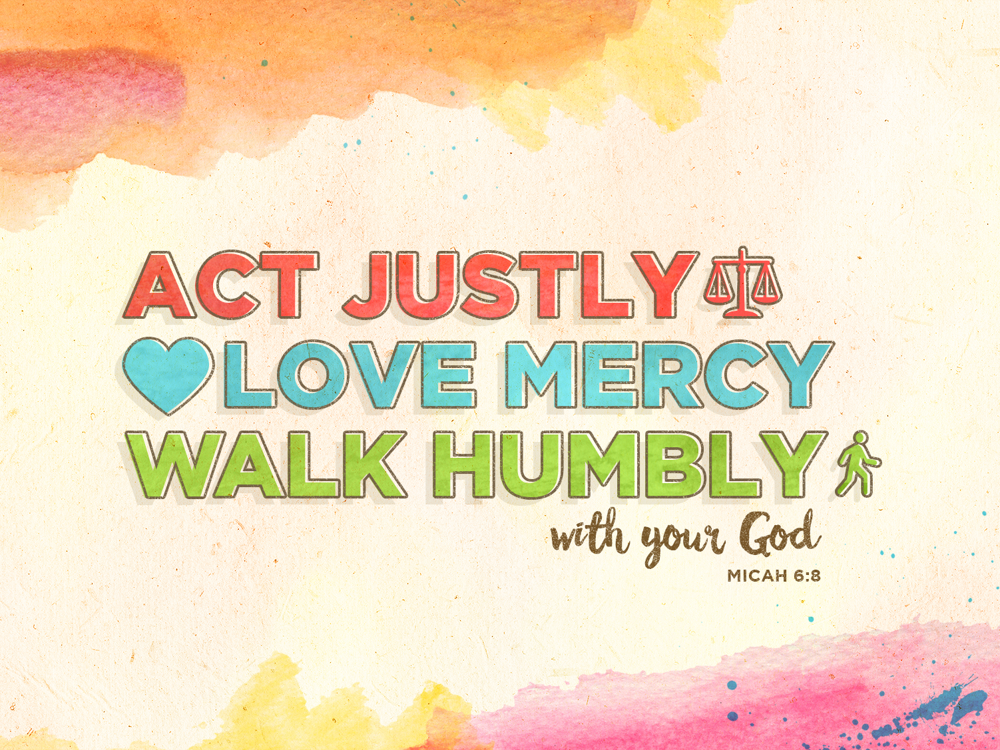 ACT JUSTLY
LOVE MERCY
WALK HUMBLY
with your God
MICAH 6:8